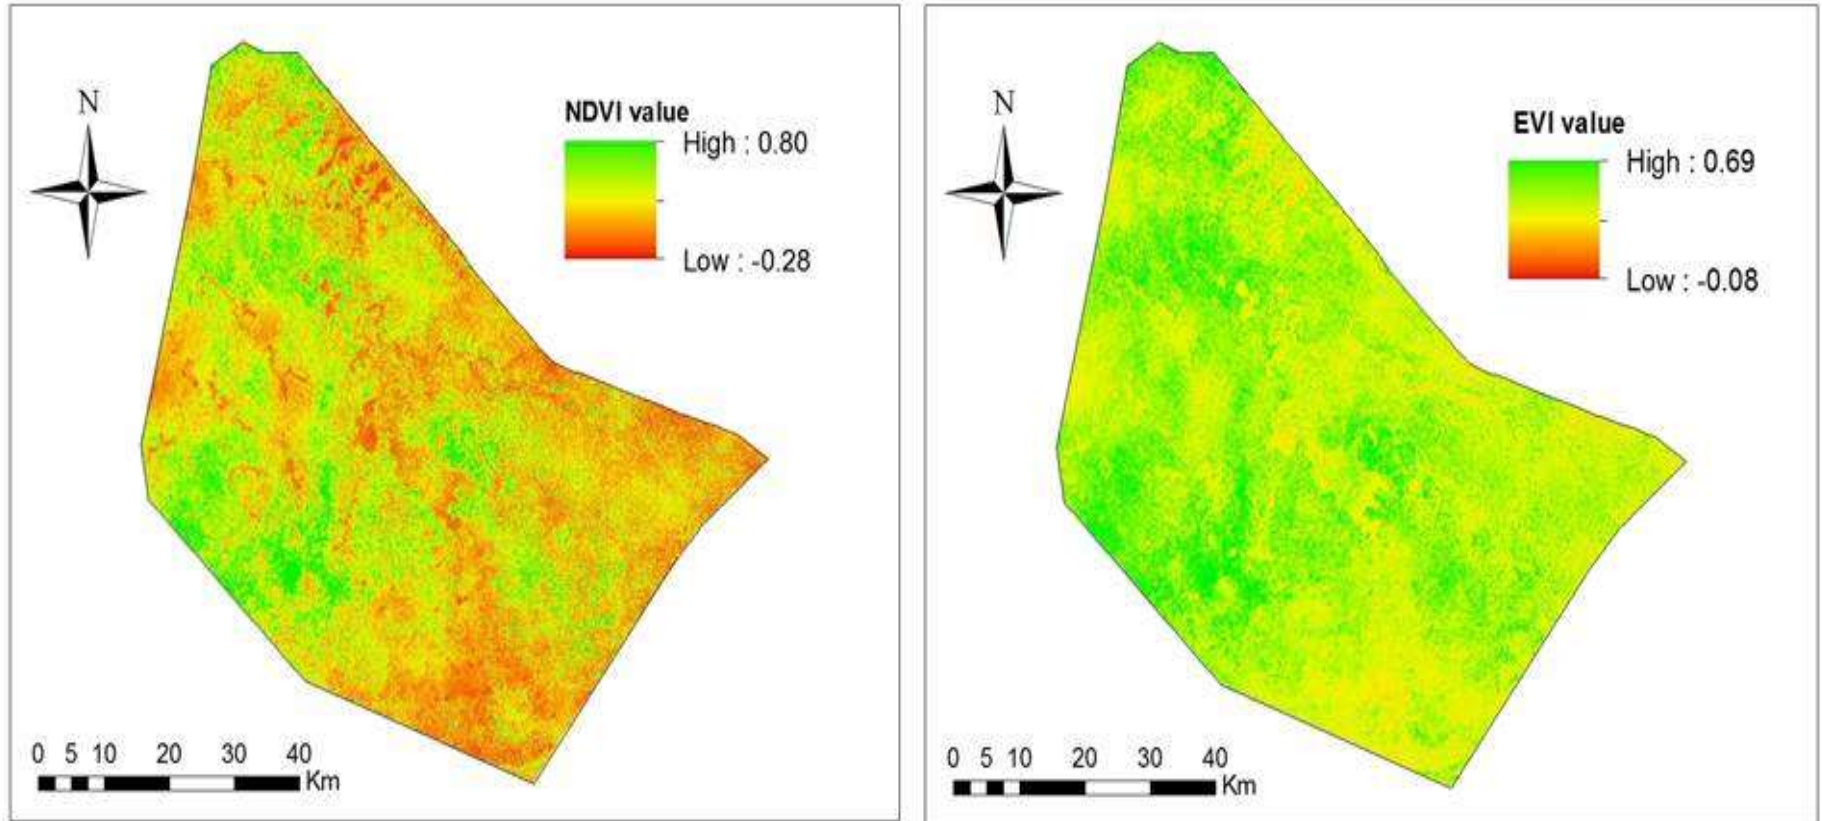 N
NDVI value
High : 0.80
Low : -0.28
0 5 10 20 30 40
Km
N
EVI value
High : 0.69
Low : -0.08
0 5 10 20 30 40
Km